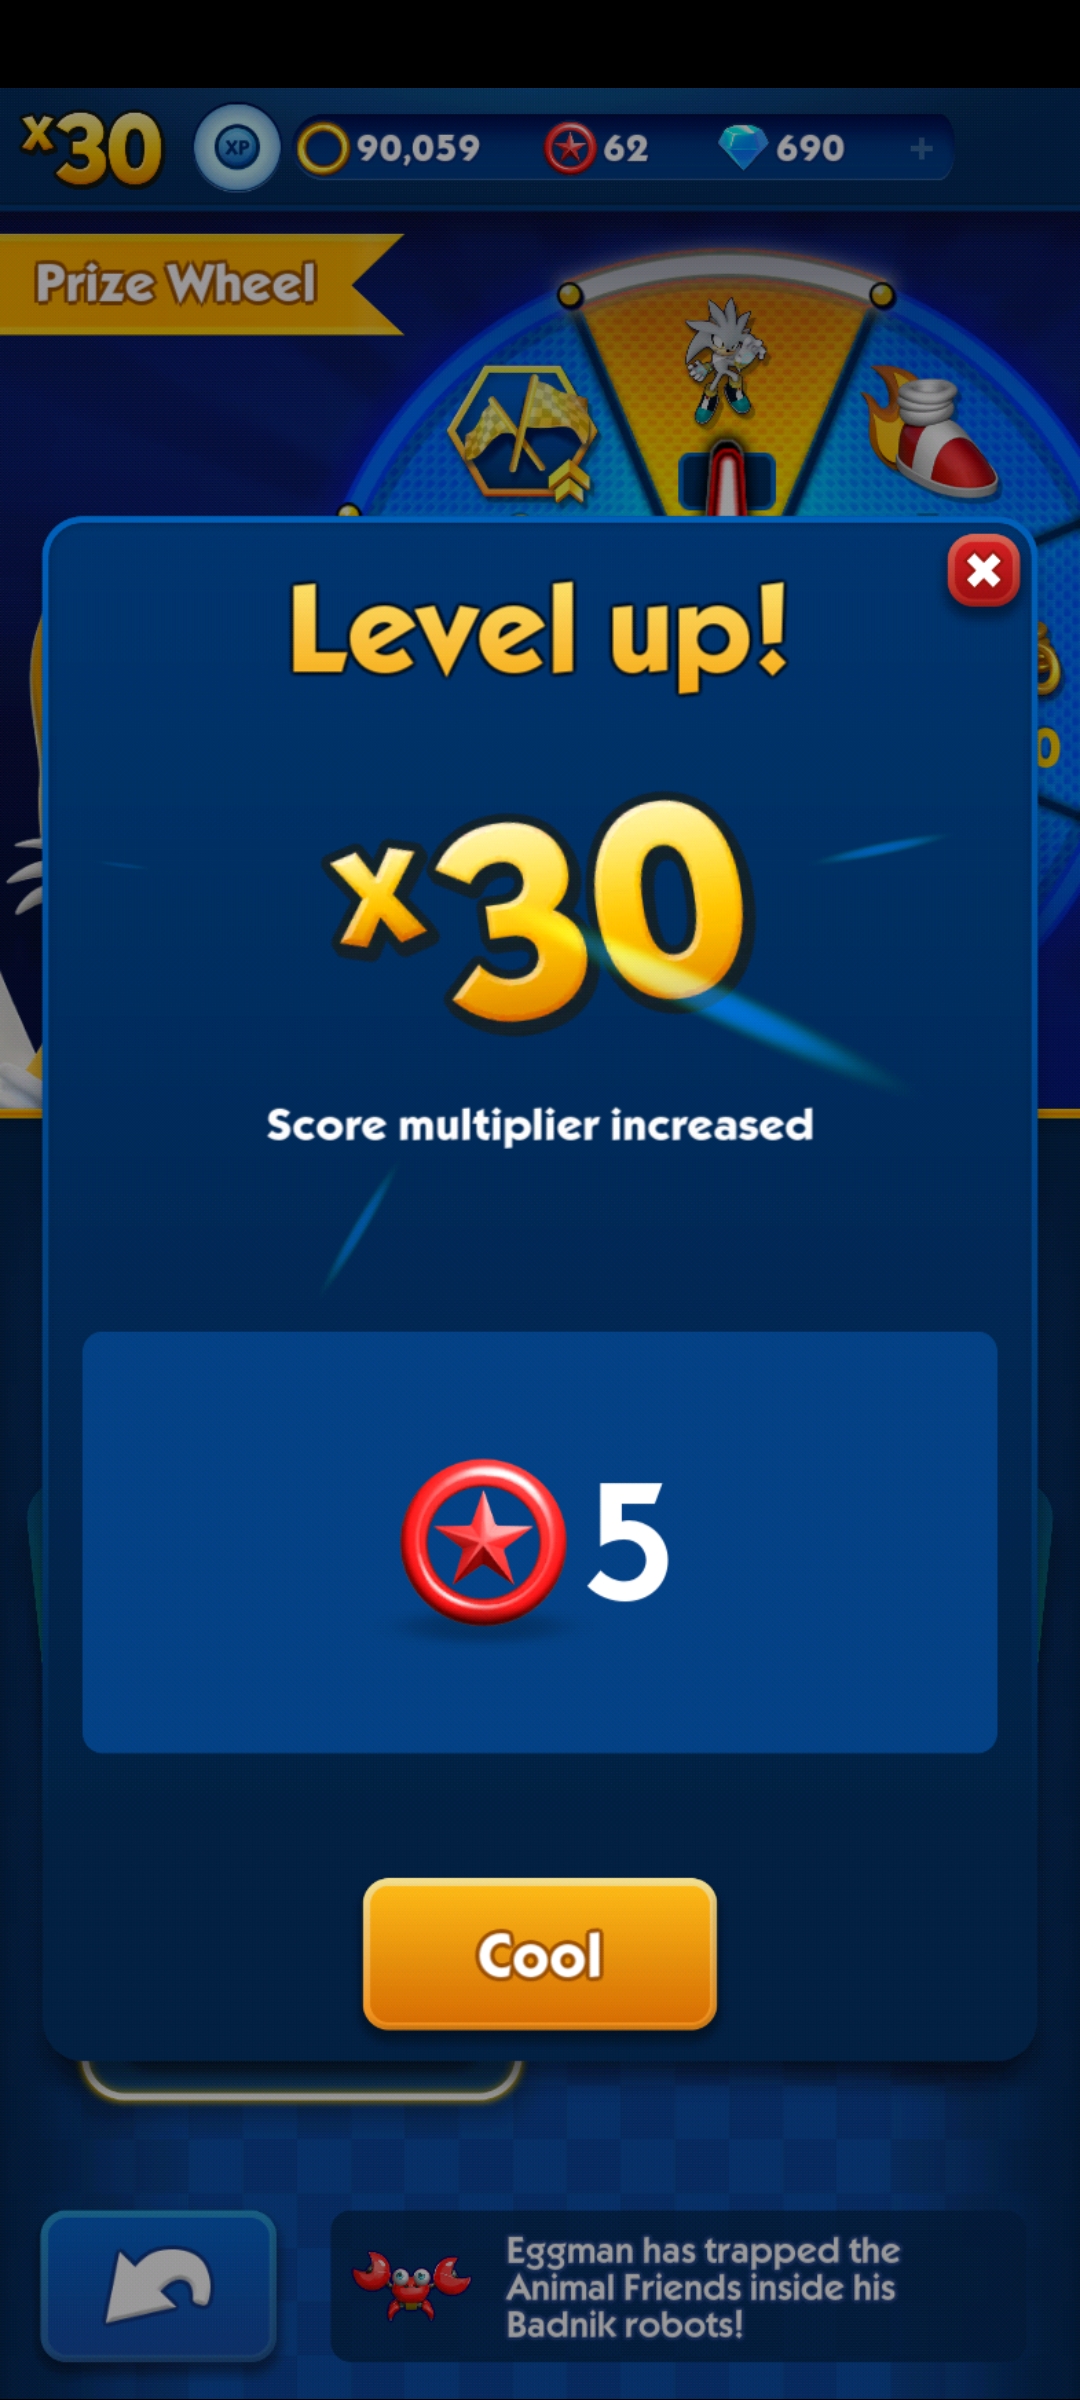 x30
XP
90,059
62
690
+
Prize Wheel
Level up!
x30
Score multiplier increased
5
Cool
Eggman has trapped the
Animal Friends inside his
Badnik robots!